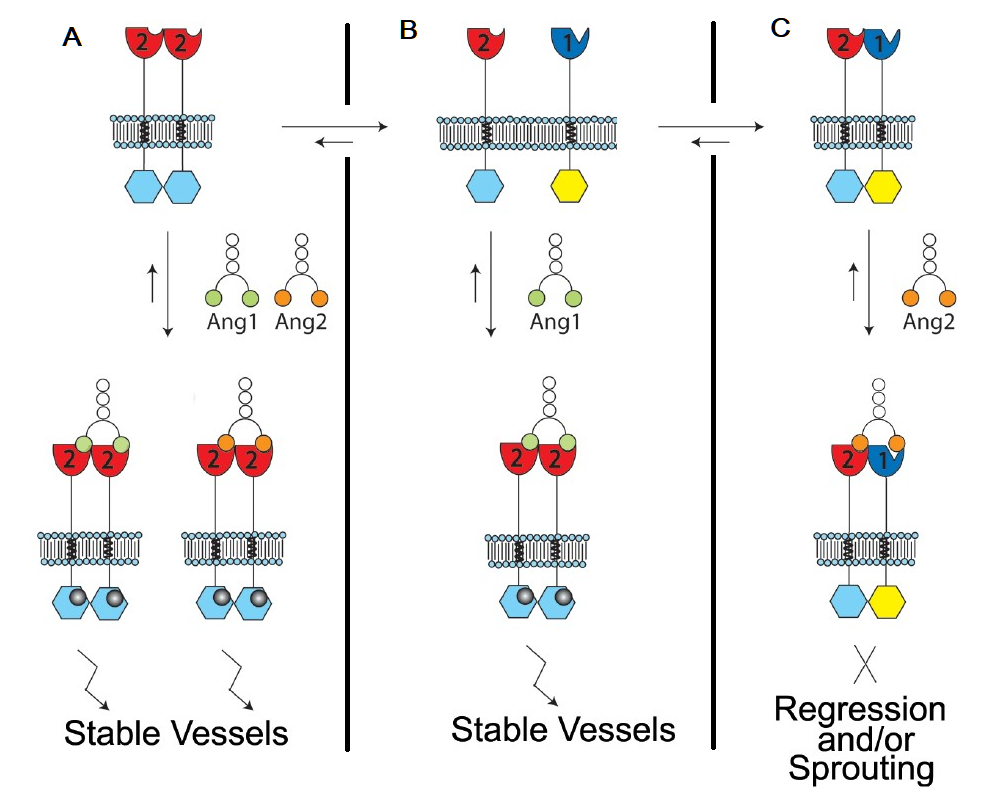 A
B
C
2 2
2 1
2 1
Ang1 Ang2
Ang1
Ang2
2 2
2 2
2 2
2 1
Stable Vessels
Stable Vessels
Regression
and/or
Sprouting